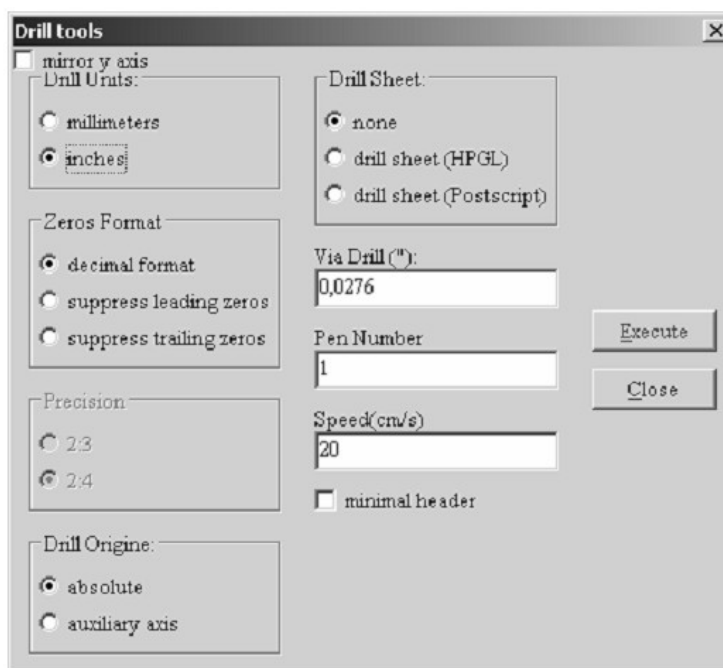 Drill tools
mirror y axis
Drill Units:
millimeters
inches
Zeros Format
decimal format
suppress leading zeros
suppress trailing zeros
Precision
2:3
2:4
Drill Origine:
absolute
auxiliary axis
Drill Sheet:
none
drill sheet (HPGL)
drill sheet (Postscript)
Via Drill ("):
0,0276
Pen Number
1
Speed(cm/s)
20
minimal header
Execute
Close